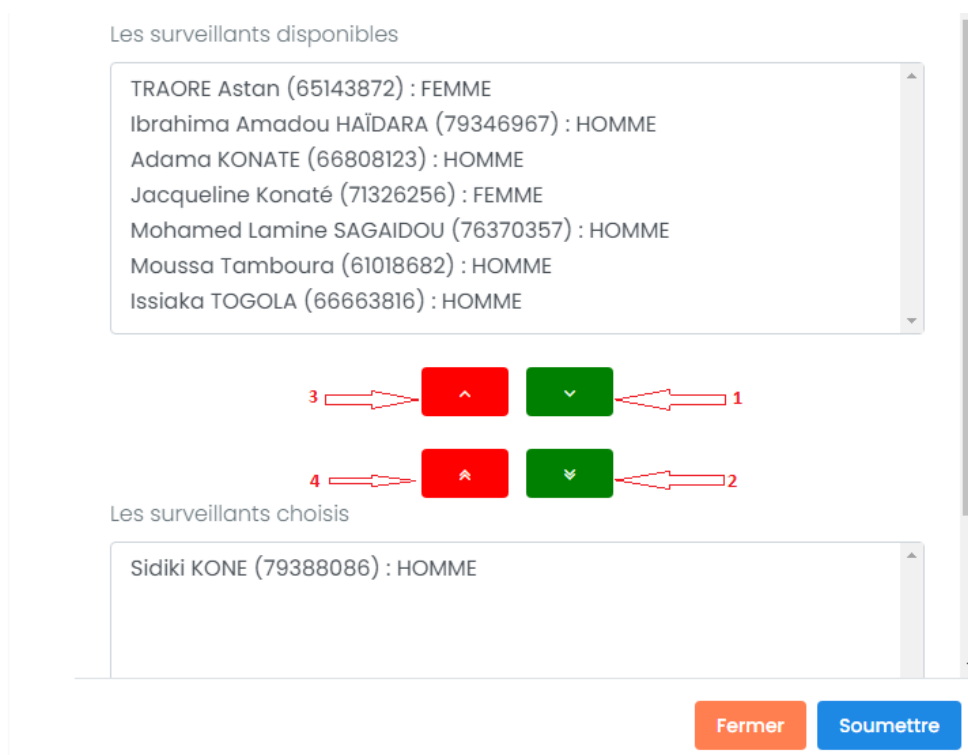 Les surveillants disponibles
TRAORE Astan (65143872) : FEMME
Ibrahima Amadou HAÏDARA (79346967) : HOMME
Adama KONATE (66808123) : HOMME
Jacqueline Konaté (71326256) : FEMME
Mohamed Lamine SAGAIDOU (76370357) : HOMME
Moussa Tamboura (61018682) : HOMME
Issiaka TOGOLA (66663816) : HOMME
3 1
4 2
Les surveillants choisis
Sidiki KONE (79388086) : HOMME
Fermer Soumettre